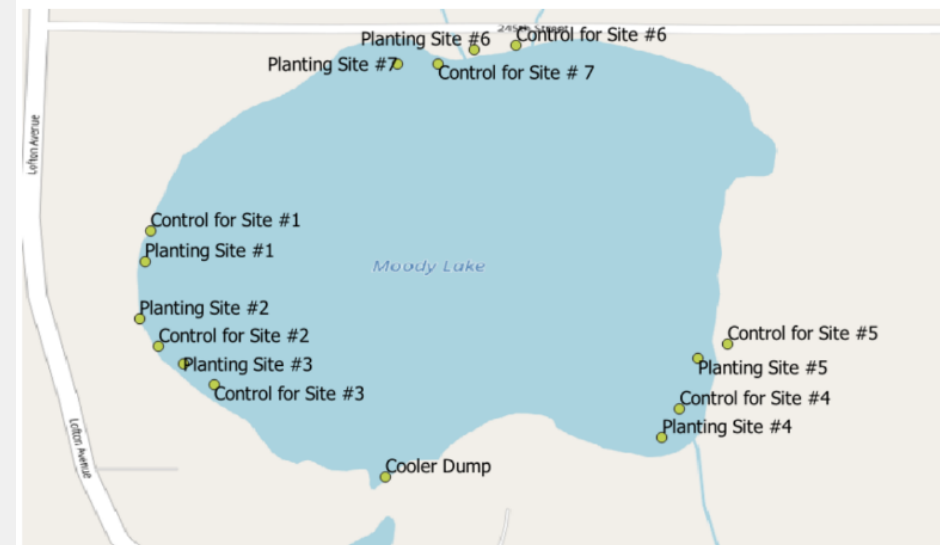 245th Street
Control for Site #6
Planting Site #6
Planting Site #7
Control for Site # 7
Lofton Avenue
Control for Site #1
Planting Site #1
Moody Lake
Planting Site #2
Control for Site #2
Control for Site #5
Planting Site #3
Planting Site #5
Control for Site #3
Control for Site #4
Planting Site #4
Lofton Avenue
Cooler Dump